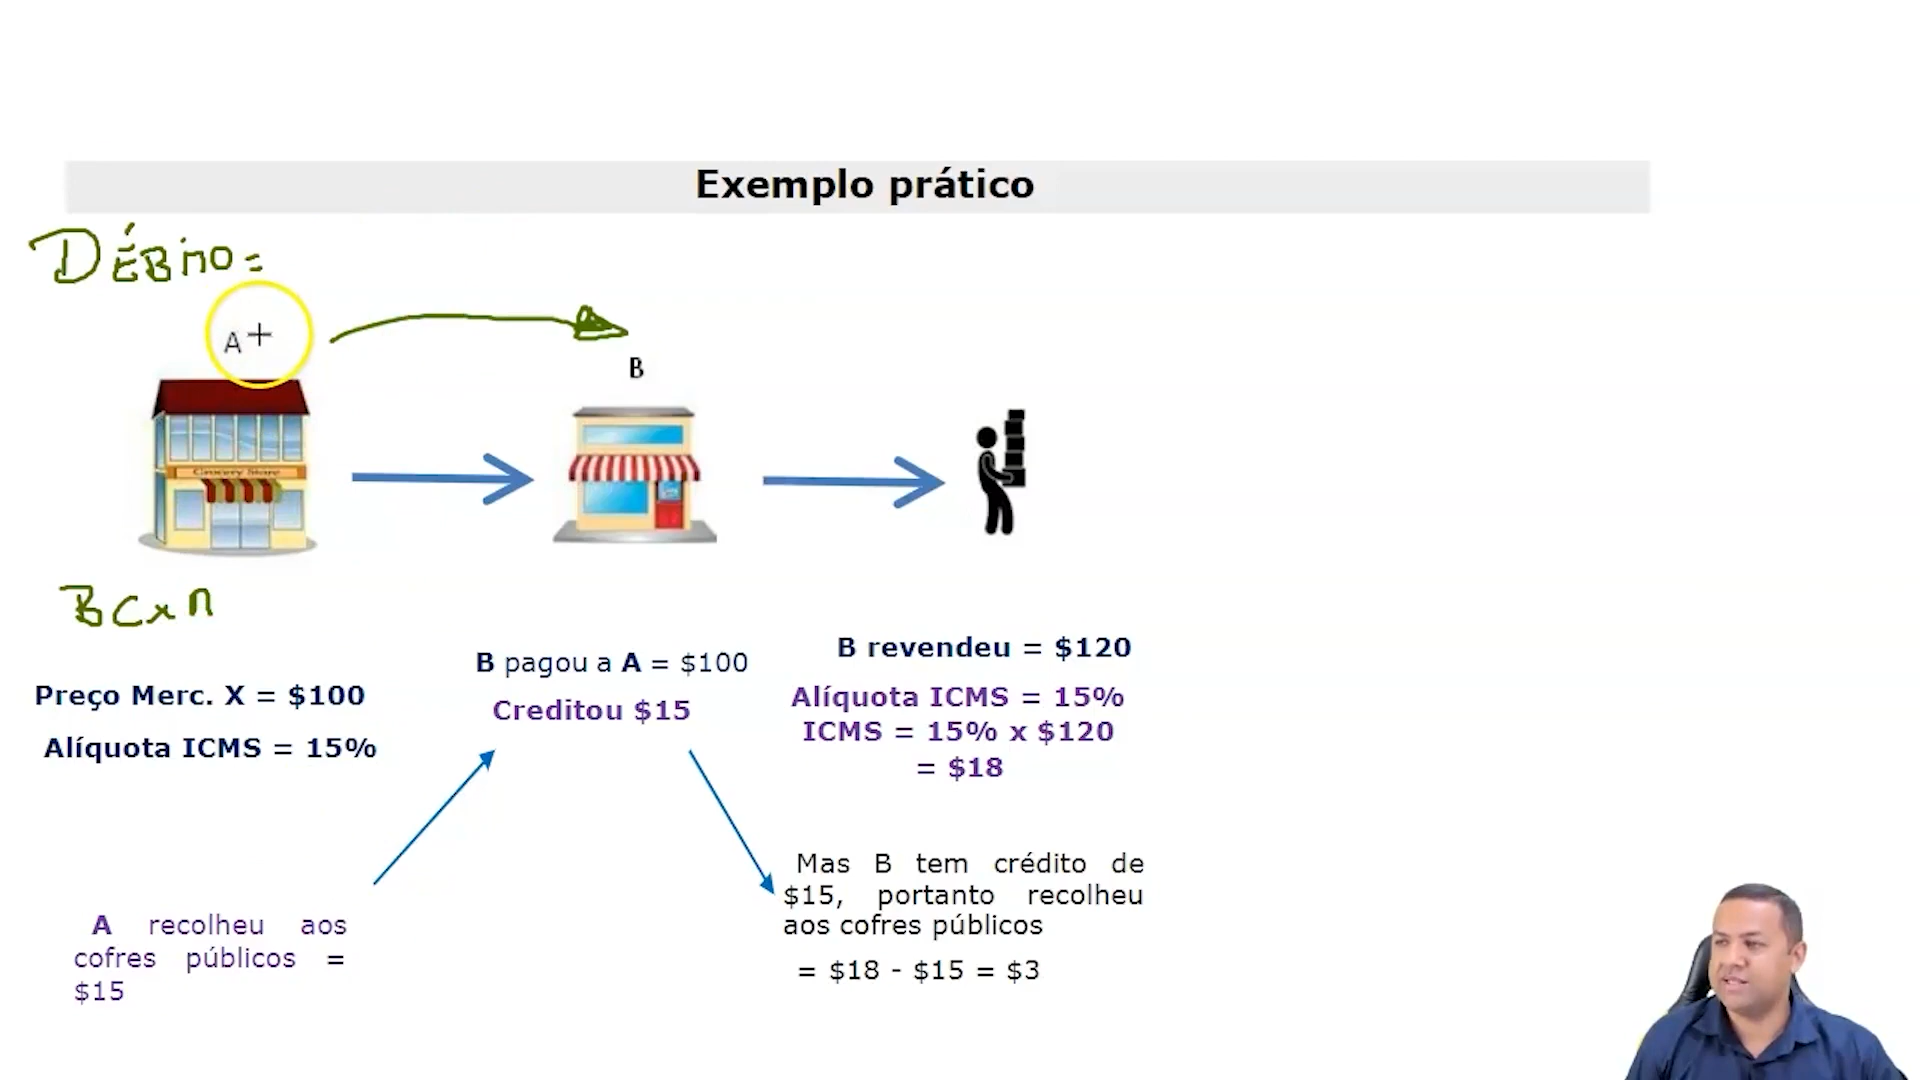 Exemplo prático
DÉBITO =
A
B
Grocery Store
BC x A
Preço Merc. X = $100
Alíquota ICMS = 15%
A recolheu aos
cofres públicos =
$15
B pagou a A = $100
Creditou $15
B revendeu = $120
Alíquota ICMS = 15%
ICMS = 15% x $120
= $18
Mas B tem crédito de
$15, portanto recolheu
aos cofres públicos
= $18 - $15 = $3